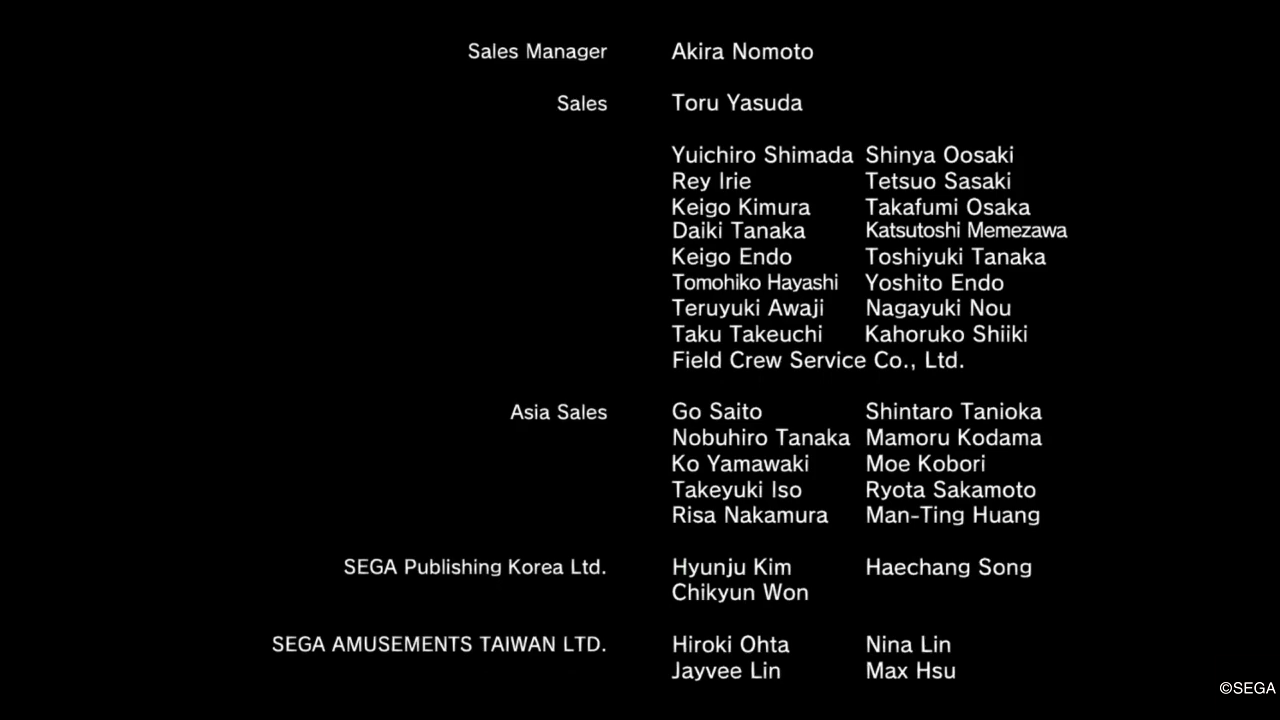 Sales Manager Akira Nomoto
Sales Toru Yasuda
Yuichiro Shimada Shinya Oosaki
Rey Irie Tetsuo Sasaki
Keigo Kimura Takafumi Osaka
Daiki Tanaka Katsutoshi Memezawa
Keigo Endo Toshiyuki Tanaka
Tomohiko Hayashi Yoshito Endo
Teruyuki Awaji Nagayuki Nou
Taku Takeuchi Kahoruko Shiiki
Field Crew Service Co., Ltd.
Asia Sales Go Saito Shintaro Tanioka
Nobuhiro Tanaka Mamoru Kodama
Ko Yamawaki Moe Kobori
Takeyuki Iso Ryota Sakamoto
Risa Nakamura Man-Ting Huang
SEGA Publishing Korea Ltd. Hyunju Kim Haechang Song
Chikyun Won
SEGA AMUSEMENTS TAIWAN LTD. Hiroki Ohta Nina Lin
Jayvee Lin Max Hsu
©SEGA